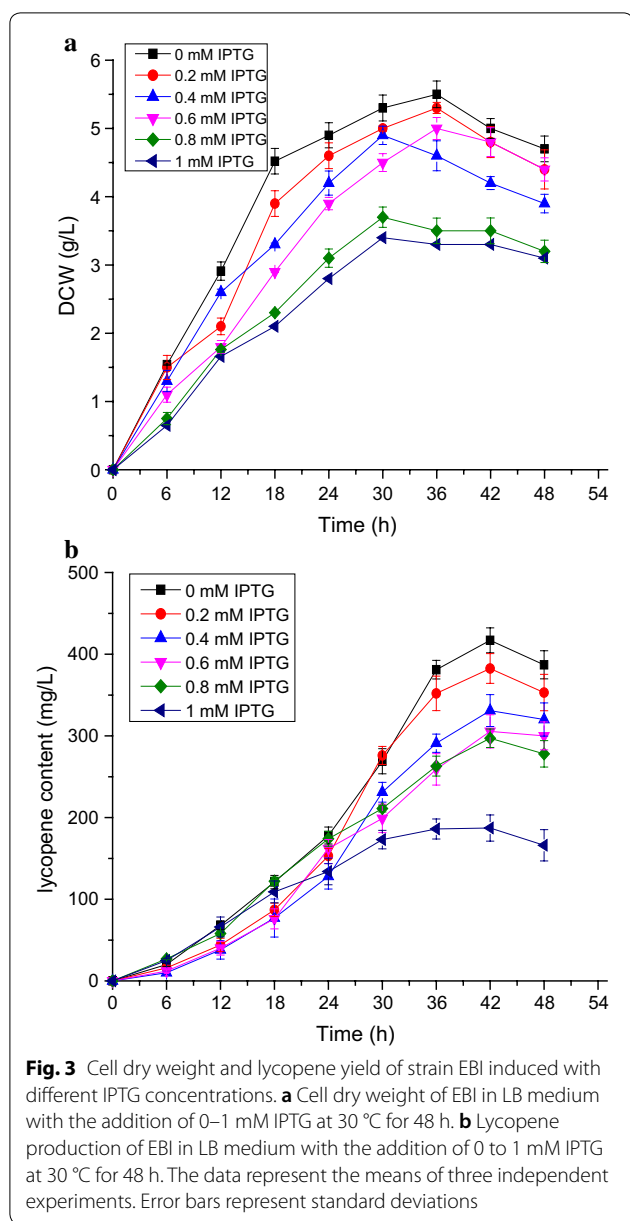 a
0 mM IPTG
0.2 mM IPTG
0.4 mM IPTG
0.6 mM IPTG
0.8 mM IPTG
1 mM IPTG
6
5
4
3
2
1
0
DCW (g/L)
0 6 12 18 24 30 36 42 48 54
Time (h)
b
0 mM IPTG
0.2 mM IPTG
0.4 mM IPTG
0.6 mM IPTG
0.8 mM IPTG
1 mM IPTG
500
400
300
200
100
0
lycopene content (mg/L)
0 6 12 18 24 30 36 42 48 54
Time (h)
Fig. 3 Cell dry weight and lycopene yield of strain EBI induced with
different IPTG concentrations. a Cell dry weight of EBI in LB medium
with the addition of 0–1 mM IPTG at 30 °C for 48 h. b Lycopene
production of EBI in LB medium with the addition of 0 to 1 mM IPTG
at 30 °C for 48 h. The data represent the means of three independent
experiments. Error bars represent standard deviations